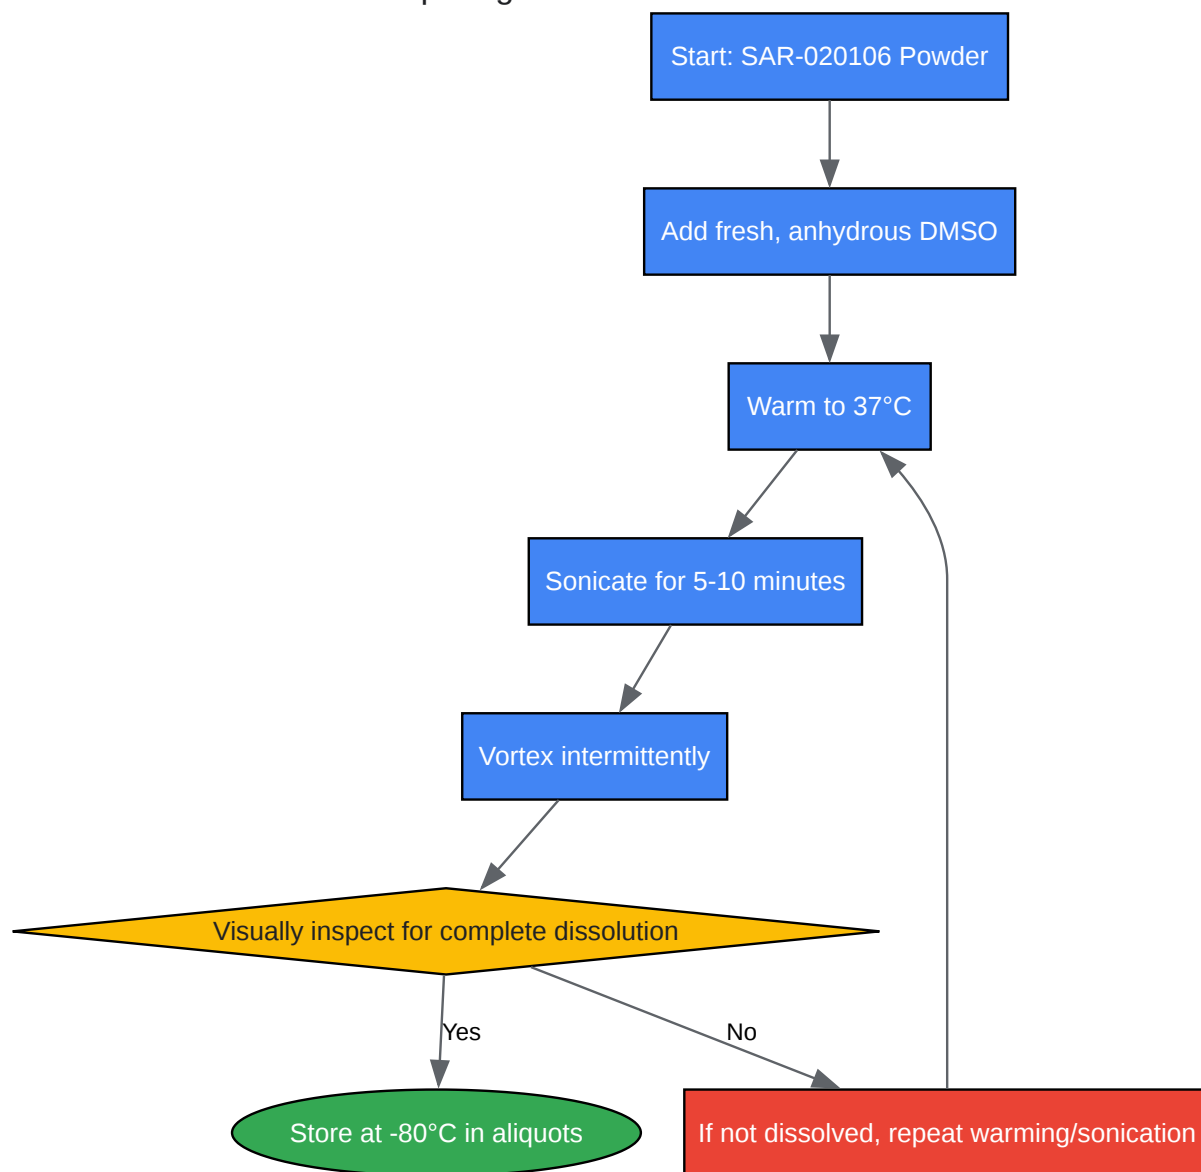 Start: SAR-020106 Powder
Add fresh, anhydrous DMSO
Warm to 37°C
Sonicate for 5-10 minutes
Vortex intermittently
Visually inspect for complete dissolution
Yes
No
Store at -80°C in aliquots
If not dissolved, repeat warming/sonication